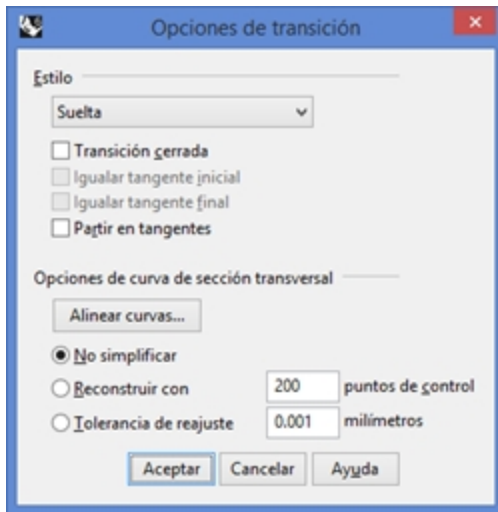 Opciones de transición
Estilo
Suelta
Transición cerrada
Igualar tangente inicial
Igualar tangente final
Partir en tangentes
Opciones de curva de sección transversal
Alinear curvas...
No simplificar
Reconstruir con 200 puntos de control
Tolerancia de reajuste 0.001 milímetros
Aceptar Cancelar Ayuda